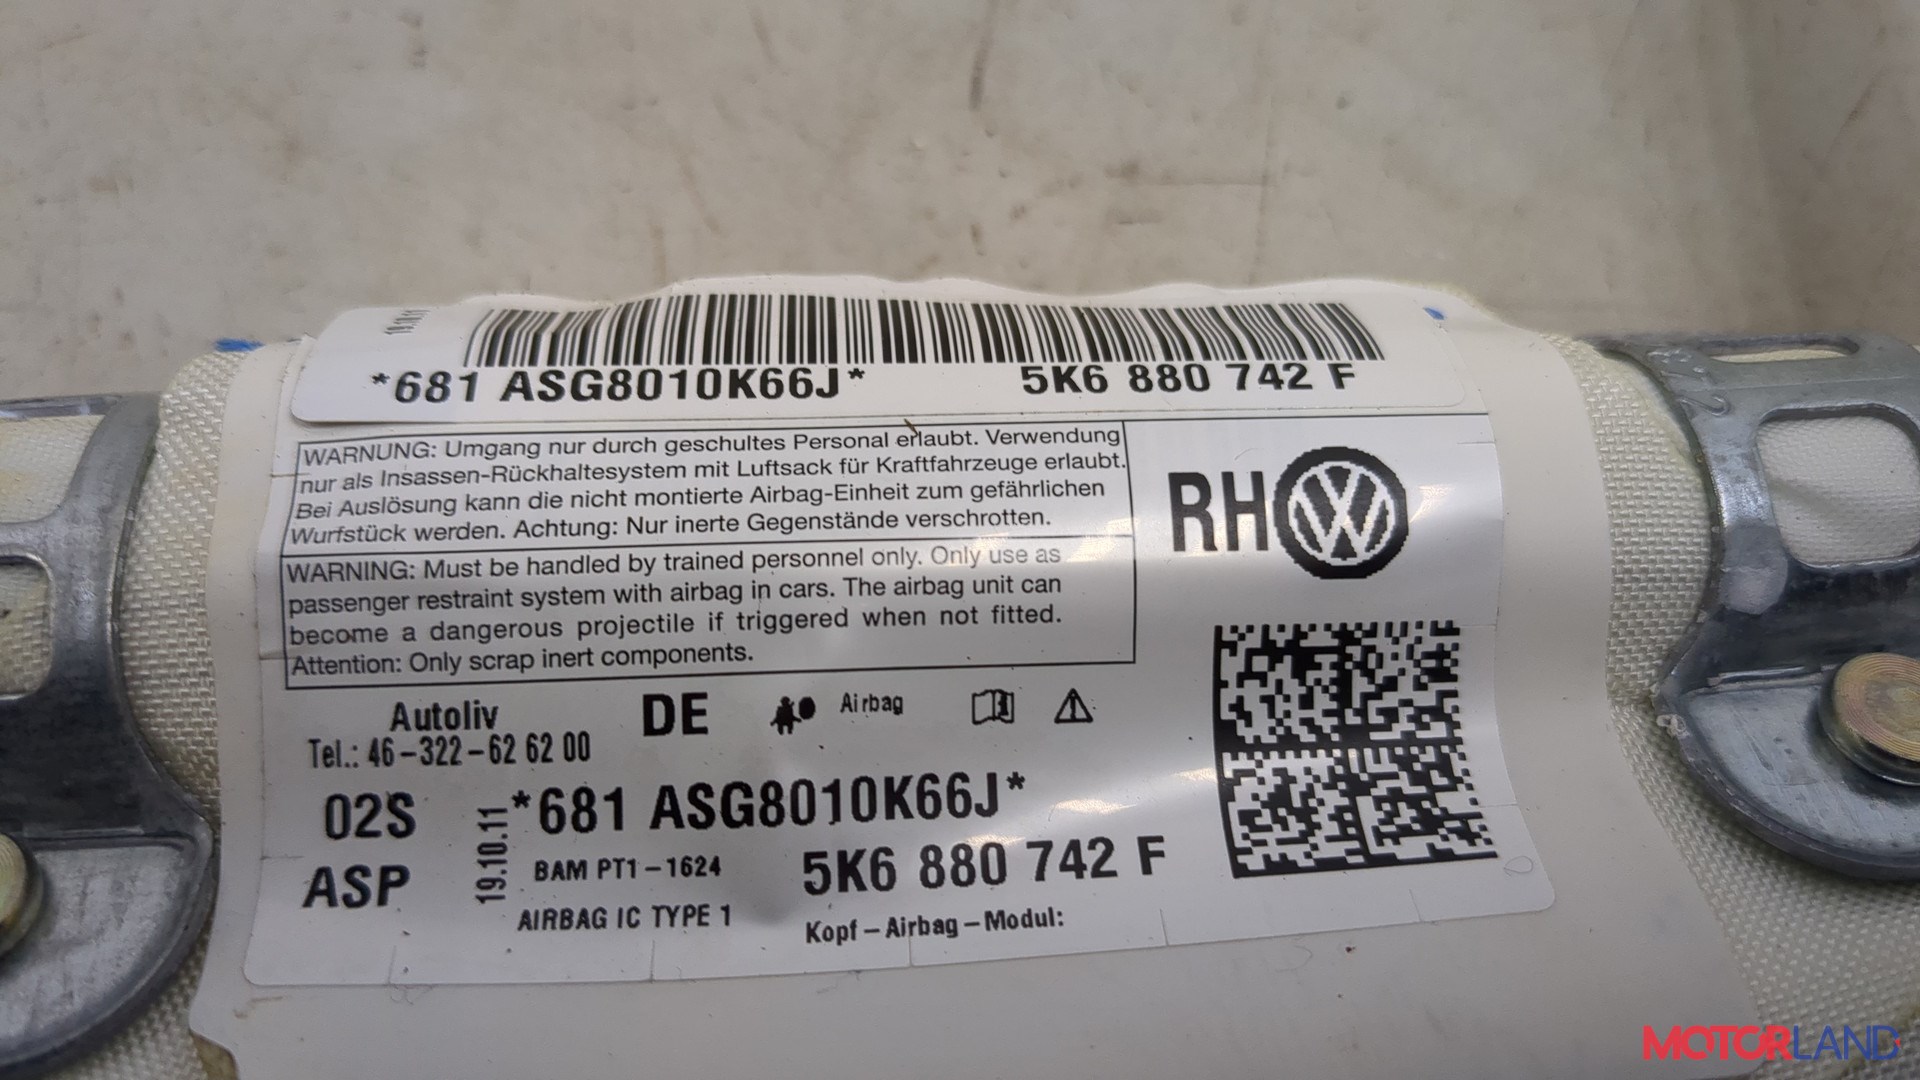 19.10.11
*681 ASG8010K66J* 5K6 880 742 F
WARNUNG: Umgang nur durch geschultes Personal erlaubt. Verwendung
nur als Insassen-Rückhaltesystem mit Luftsack für Kraftfahrzeuge erlaubt.
Bei Auslösung kann die nicht montierte Airbag-Einheit zum gefährlichen
Wurfstück werden. Achtung: Nur inerte Gegenstände verschrotten.
RH
WARNING: Must be handled by trained personnel only. Only use as
passenger restraint system with airbag in cars. The airbag unit can
become a dangerous projectile if triggered when not fitted.
Attention: Only scrap inert components.
Autoliv DE Airbag
Tel.: 46-322-62 62 00
02S 19.10.11 *681 ASG8010K66J*
ASP BAM PT1-1624 5K6 880 742 F
AIRBAG IC TYPE 1 Kopf-Airbag-Modul:
MOTORLAND